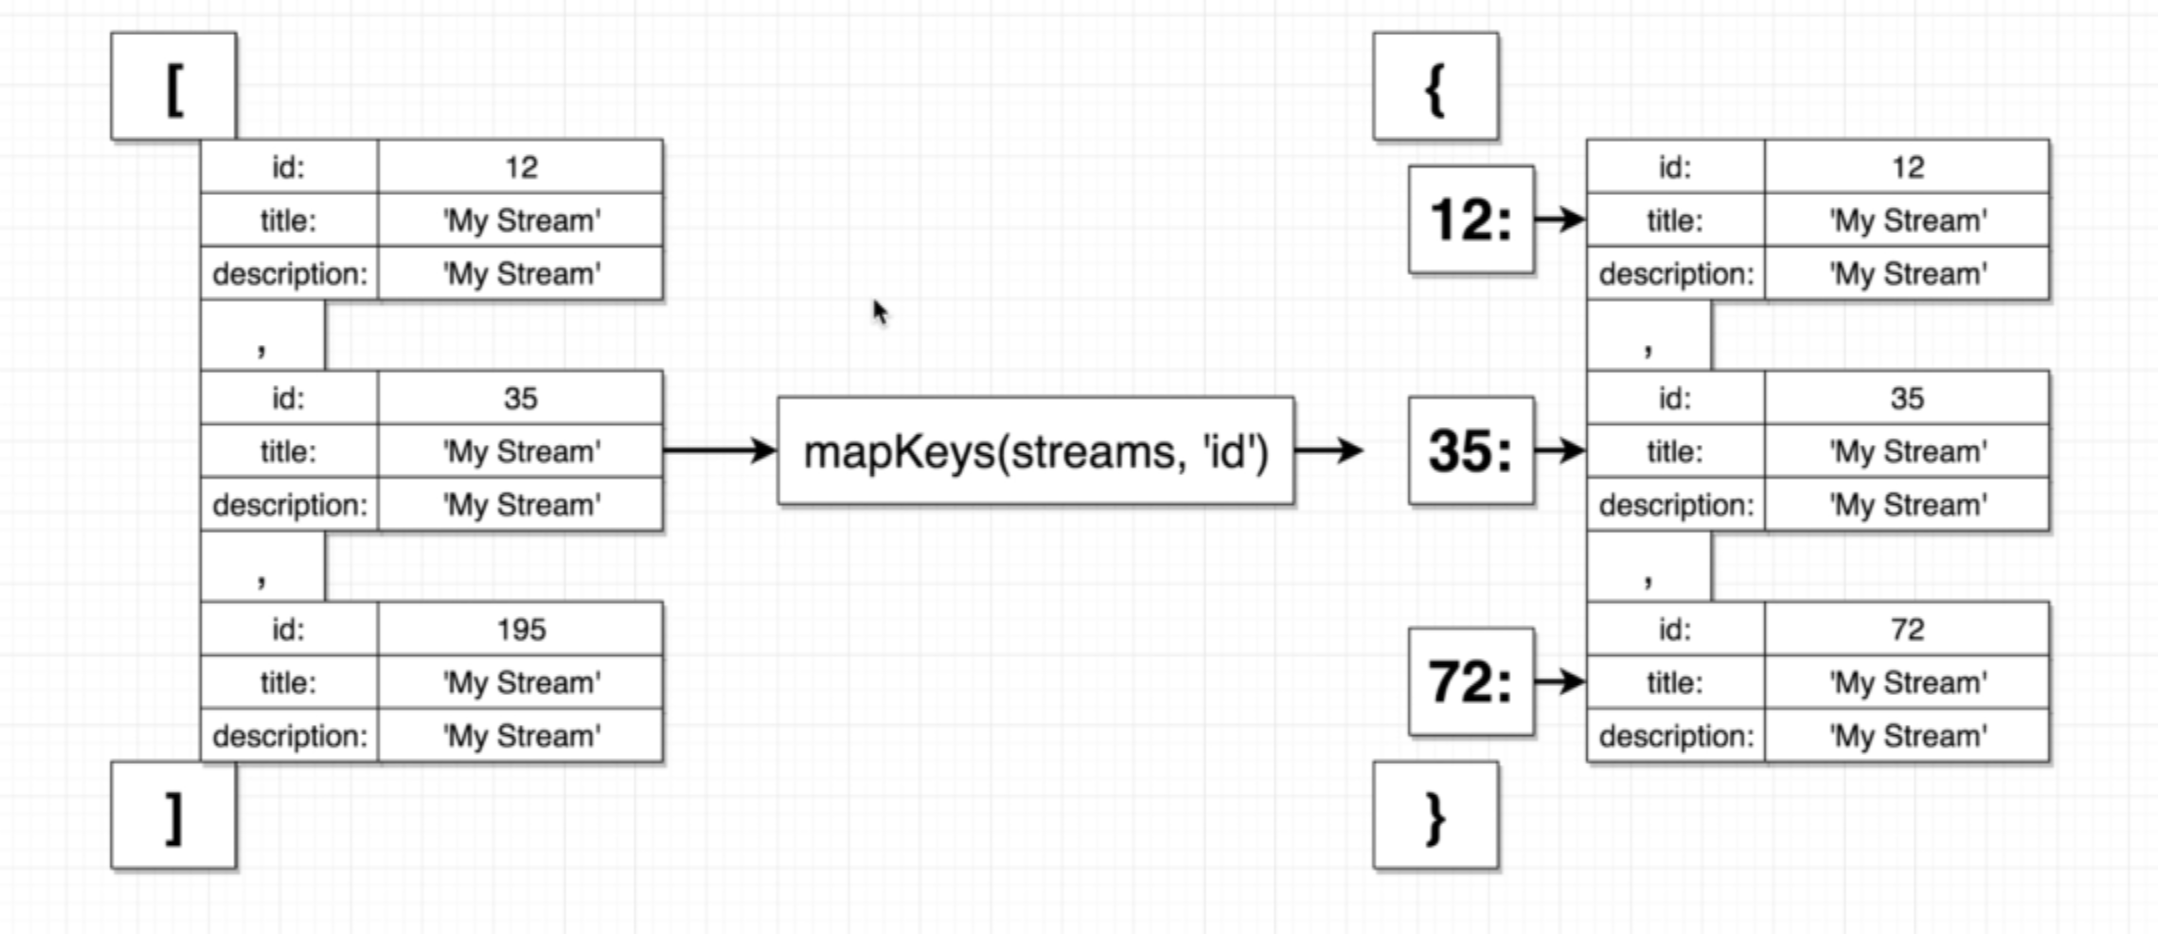 [
id: 12
title: 'My Stream'
description: 'My Stream'
,
id: 35
title: 'My Stream'
description: 'My Stream'
,
id: 195
title: 'My Stream'
description: 'My Stream'
]
mapKeys(streams, 'id')
{
12:
id: 12
title: 'My Stream'
description: 'My Stream'
,
35:
id: 35
title: 'My Stream'
description: 'My Stream'
,
72:
id: 72
title: 'My Stream'
description: 'My Stream'
}